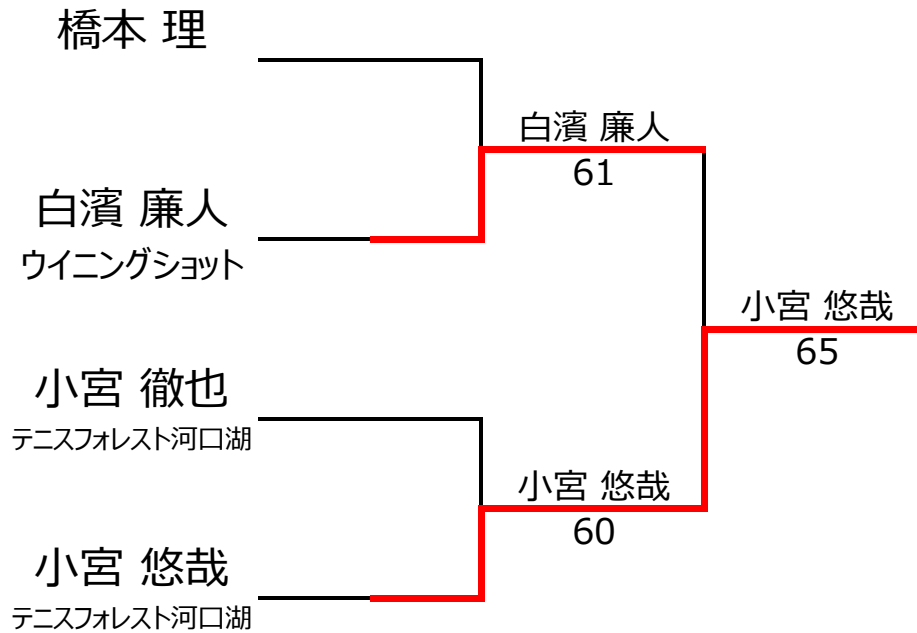 橋本 理
白濱 廉人
ウイニングショット
小宮 徹也
テニスフォレスト河口湖
小宮 悠哉
テニスフォレスト河口湖
白濱 廉人
61
小宮 悠哉
60
小宮 悠哉
65